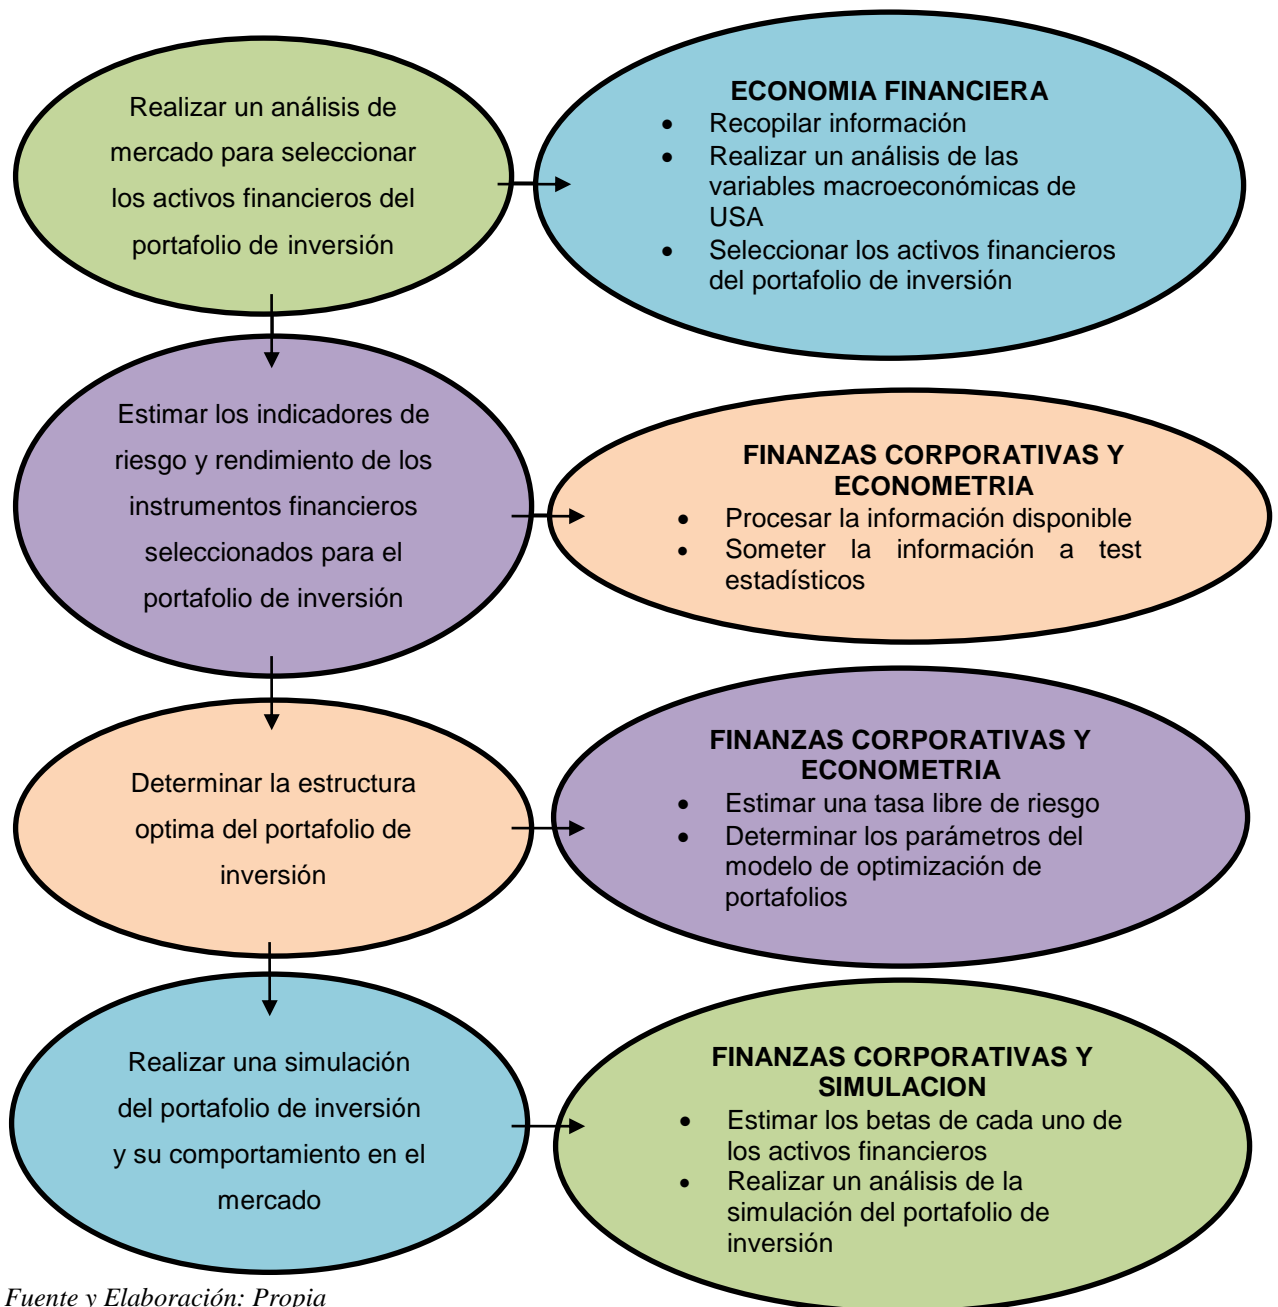 Realizar un análisis de
mercado para seleccionar
los activos financieros del
portafolio de inversión
ECONOMIA FINANCIERA
• Recopilar información
• Realizar un análisis de las
variables macroeconómicas de
USA
• Seleccionar los activos financieros
del portafolio de inversión
Estimar los indicadores de
riesgo y rendimiento de los
instrumentos financieros
seleccionados para el
portafolio de inversión
FINANZAS CORPORATIVAS Y
ECONOMETRIA
• Procesar la información disponible
• Someter la información a test
estadísticos
Determinar la estructura
optima del portafolio de
inversión
FINANZAS CORPORATIVAS Y
ECONOMETRIA
• Estimar una tasa libre de riesgo
• Determinar los parámetros del
modelo de optimización de
portafolios
Realizar una simulación
del portafolio de inversión
y su comportamiento en el
mercado
FINANZAS CORPORATIVAS Y
SIMULACION
• Estimar los betas de cada uno de
los activos financieros
• Realizar un análisis de la
simulación del portafolio de
inversión
Fuente y Elaboración: Propia